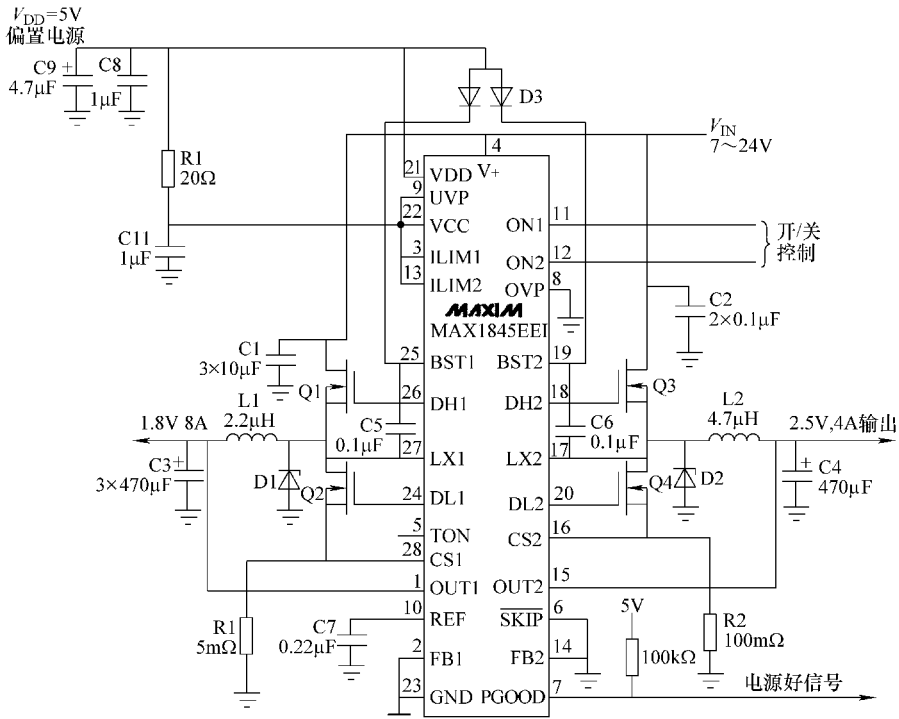 VDD=5V
偏置电源
C9 +
4.7μF
C8
1μF
D3
VIN
7～24V
R1
20Ω
C11
1μF
4
V+
21 VDD
9 UVP
22 VCC
3 ILIM1
13 ILIM2
ON1 11
ON2 12
OVP 8
开/关
控制
MAXIM
MAX1845EEI
C2
2×0.1μF
C1
3×10μF
25 BST1
BST2 19
Q1
26 DH1
DH2 18
Q3
L1
2.2μH
L2
4.7μH
1.8V 8A
C5
0.1μF
C6
0.1μF
2.5V,4A输出
27 LX1
LX2 17
C3 +
3×470μF
D1
Q2
24 DL1
DL2 20
Q4
D2
+ C4
470μF
5 TON
CS2 16
28 CS1
1 OUT1
OUT2 15
R1
5mΩ
10 REF
SKIP 6
C7
0.22μF
5V
R2
100mΩ
2 FB1
FB2 14
100kΩ
23 GND
PGOOD 7
电源好信号